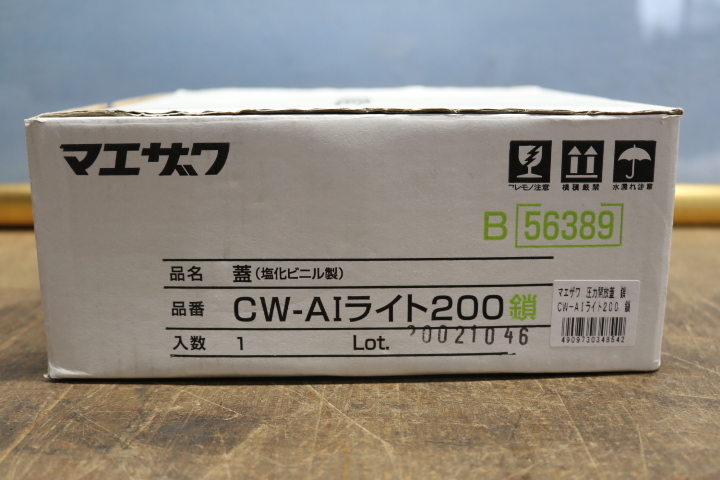 マエザワ
コワレモノ注意 横積厳禁 水濡れ注意
B 56389
品名 蓋(塩化ビニル製)
品番 CW-AIライト200 鎖
入数 1 Lot. 20021046
マエザワ 圧力開放蓋 鎖
CW-AIライト200 鎖
4909730348542